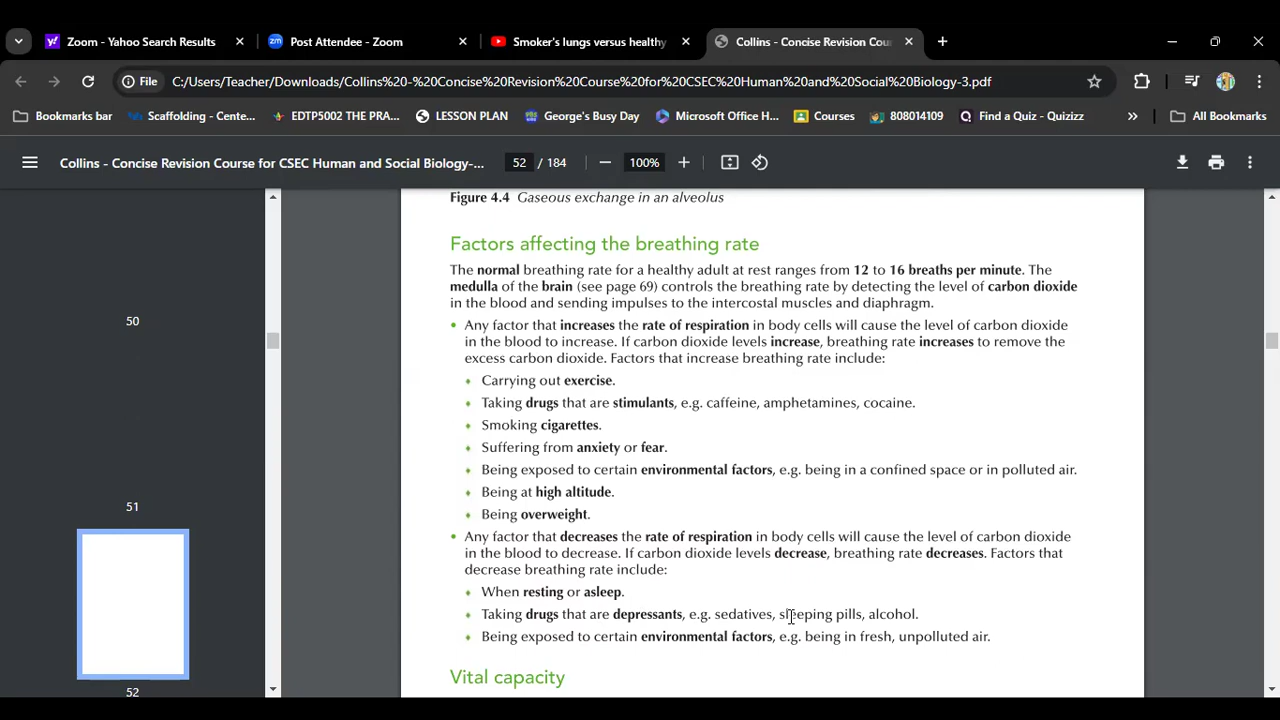 Zoom - Yahoo Search Results
Post Attendee - Zoom
Smoker's lungs versus healthy
Collins - Concise Revision Cou
File
C:/Users/Teacher/Downloads/Collins%20-%20Concise%20Revision%20Course%20for%20CSEC%20Human%20and%20Social%20Biology-3.pdf
Bookmarks bar
Scaffolding - Cente...
EDTP5002 THE PRA...
LESSON PLAN
George's Busy Day
Microsoft Office H...
Courses
808014109
Find a Quiz - Quizizz
All Bookmarks
Collins - Concise Revision Course for CSEC Human and Social Biology-...
52 / 184
100%
50
51
52
Figure 4.4 Gaseous exchange in an alveolus
Factors affecting the breathing rate
The normal breathing rate for a healthy adult at rest ranges from 12 to 16 breaths per minute. The
medulla of the brain (see page 69) controls the breathing rate by detecting the level of carbon dioxide
in the blood and sending impulses to the intercostal muscles and diaphragm.
• Any factor that increases the rate of respiration in body cells will cause the level of carbon dioxide
in the blood to increase. If carbon dioxide levels increase, breathing rate increases to remove the
excess carbon dioxide. Factors that increase breathing rate include:
♦ Carrying out exercise.
♦ Taking drugs that are stimulants, e.g. caffeine, amphetamines, cocaine.
♦ Smoking cigarettes.
♦ Suffering from anxiety or fear.
♦ Being exposed to certain environmental factors, e.g. being in a confined space or in polluted air.
♦ Being at high altitude.
♦ Being overweight.
• Any factor that decreases the rate of respiration in body cells will cause the level of carbon dioxide
in the blood to decrease. If carbon dioxide levels decrease, breathing rate decreases. Factors that
decrease breathing rate include:
♦ When resting or asleep.
♦ Taking drugs that are depressants, e.g. sedatives, sleeping pills, alcohol.
♦ Being exposed to certain environmental factors, e.g. being in fresh, unpolluted air.
Vital capacity